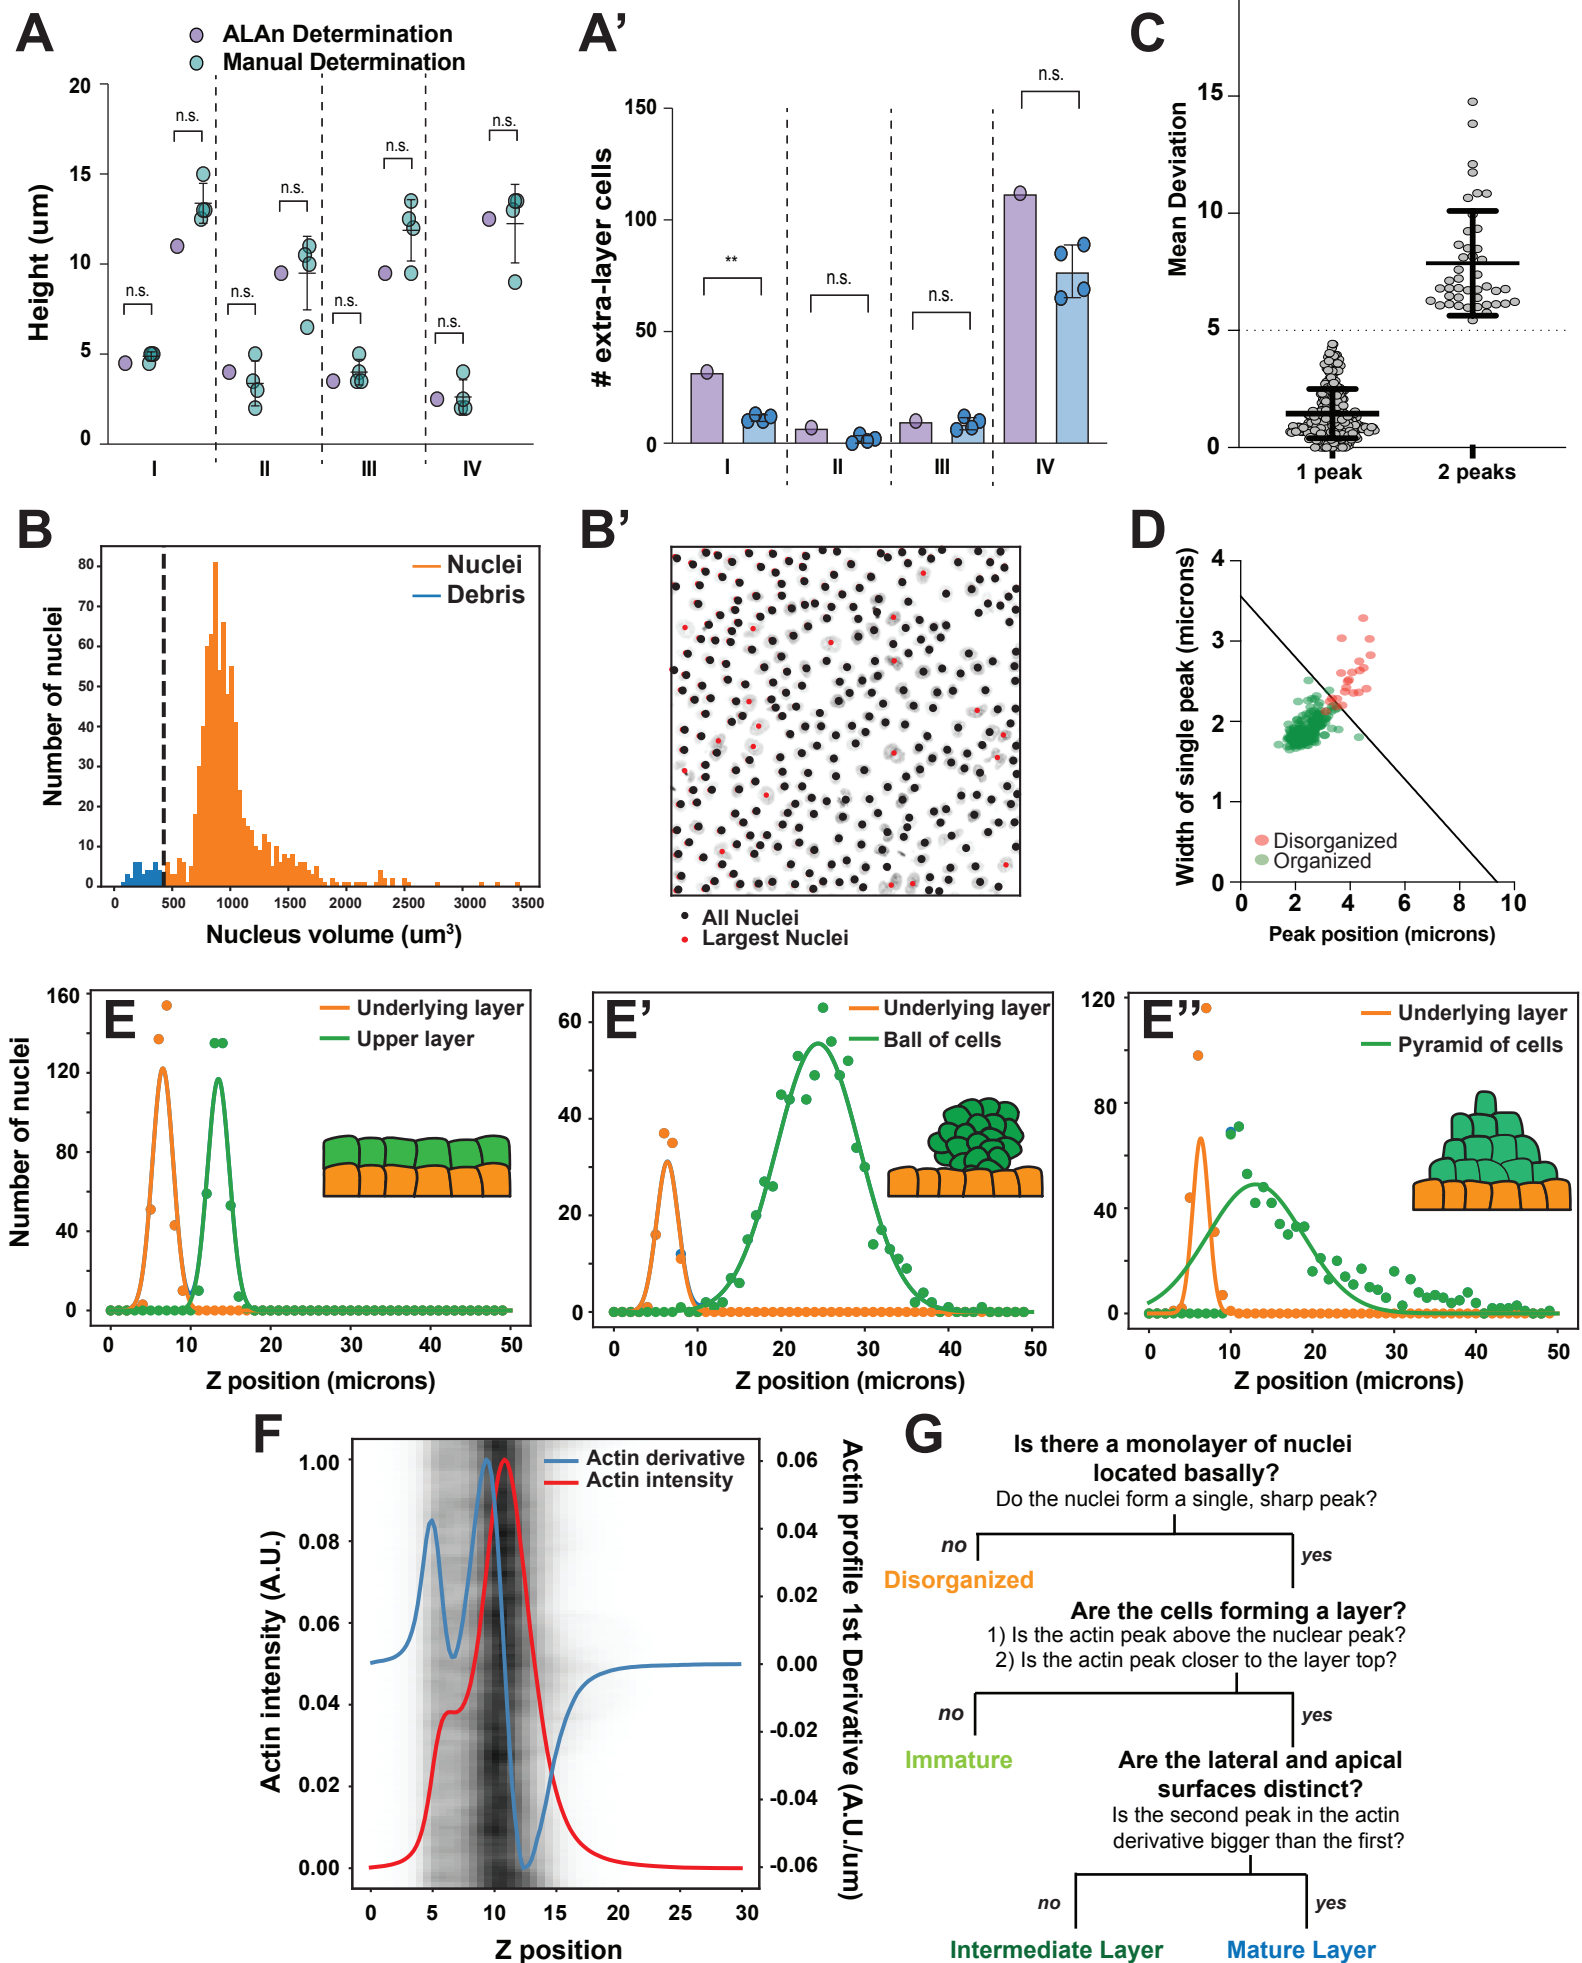 A
ALAn Determination
Manual Determination
Height (um)
20
15
10
5
0
n.s.
n.s.
n.s.
n.s.
n.s.
n.s.
n.s.
n.s.
I
II
III
IV
A'
# extra-layer cells
150
100
50
0
**
n.s.
n.s.
n.s.
I
II
III
IV
C
Mean Deviation
15
10
5
0
1 peak
2 peaks
B
Number of nuclei
80
70
60
50
40
30
20
10
0
Nuclei
Debris
0
500
1000
1500
2000
2500
3000
3500
Nucleus volume (um³)
B'
All Nuclei
Largest Nuclei
D
Width of single peak (microns)
4
3
2
1
0
Disorganized
Organized
0
2
4
6
8
10
Peak position (microns)
E
Number of nuclei
160
120
80
40
0
Underlying layer
Upper layer
0
10
20
30
40
50
Z position (microns)
E'
60
40
20
0
Underlying layer
Ball of cells
0
10
20
30
40
50
Z position (microns)
E"
120
80
40
0
Underlying layer
Pyramid of cells
0
10
20
30
40
50
Z position (microns)
F
Actin intensity (A.U.)
1.00
0.08
0.06
0.04
0.02
0.00
Actin derivative
Actin intensity
0.06
0.04
0.02
0.00
-0.02
-0.04
-0.06
Actin profile 1st Derivative (A.U./um)
0
5
10
15
20
25
30
Z position
G
Is there a monolayer of nuclei
located basally?
Do the nuclei form a single, sharp peak?
no
yes
Disorganized
Are the cells forming a layer?
1) Is the actin peak above the nuclear peak?
2) Is the actin peak closer to the layer top?
no
yes
Immature
Are the lateral and apical
surfaces distinct?
Is the second peak in the actin
derivative bigger than the first?
no
yes
Intermediate Layer
Mature Layer